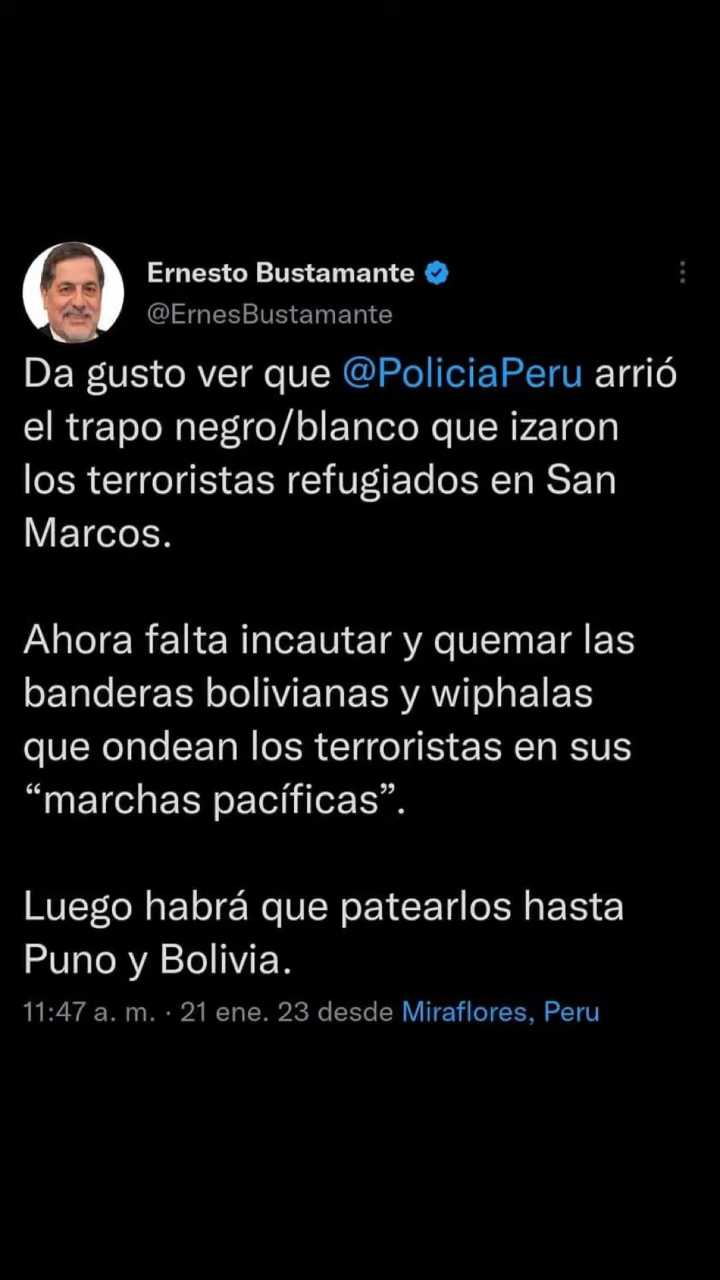 Ernesto Bustamante
@ErnesBustamante
Da gusto ver que @PoliciaPeru arrió
el trapo negro/blanco que izaron
los terroristas refugiados en San
Marcos.
Ahora falta incautar y quemar las
banderas bolivianas y wiphalas
que ondean los terroristas en sus
“marchas pacíficas”.
Luego habrá que patearlos hasta
Puno y Bolivia.
11:47 a. m. · 21 ene. 23 desde Miraflores, Peru